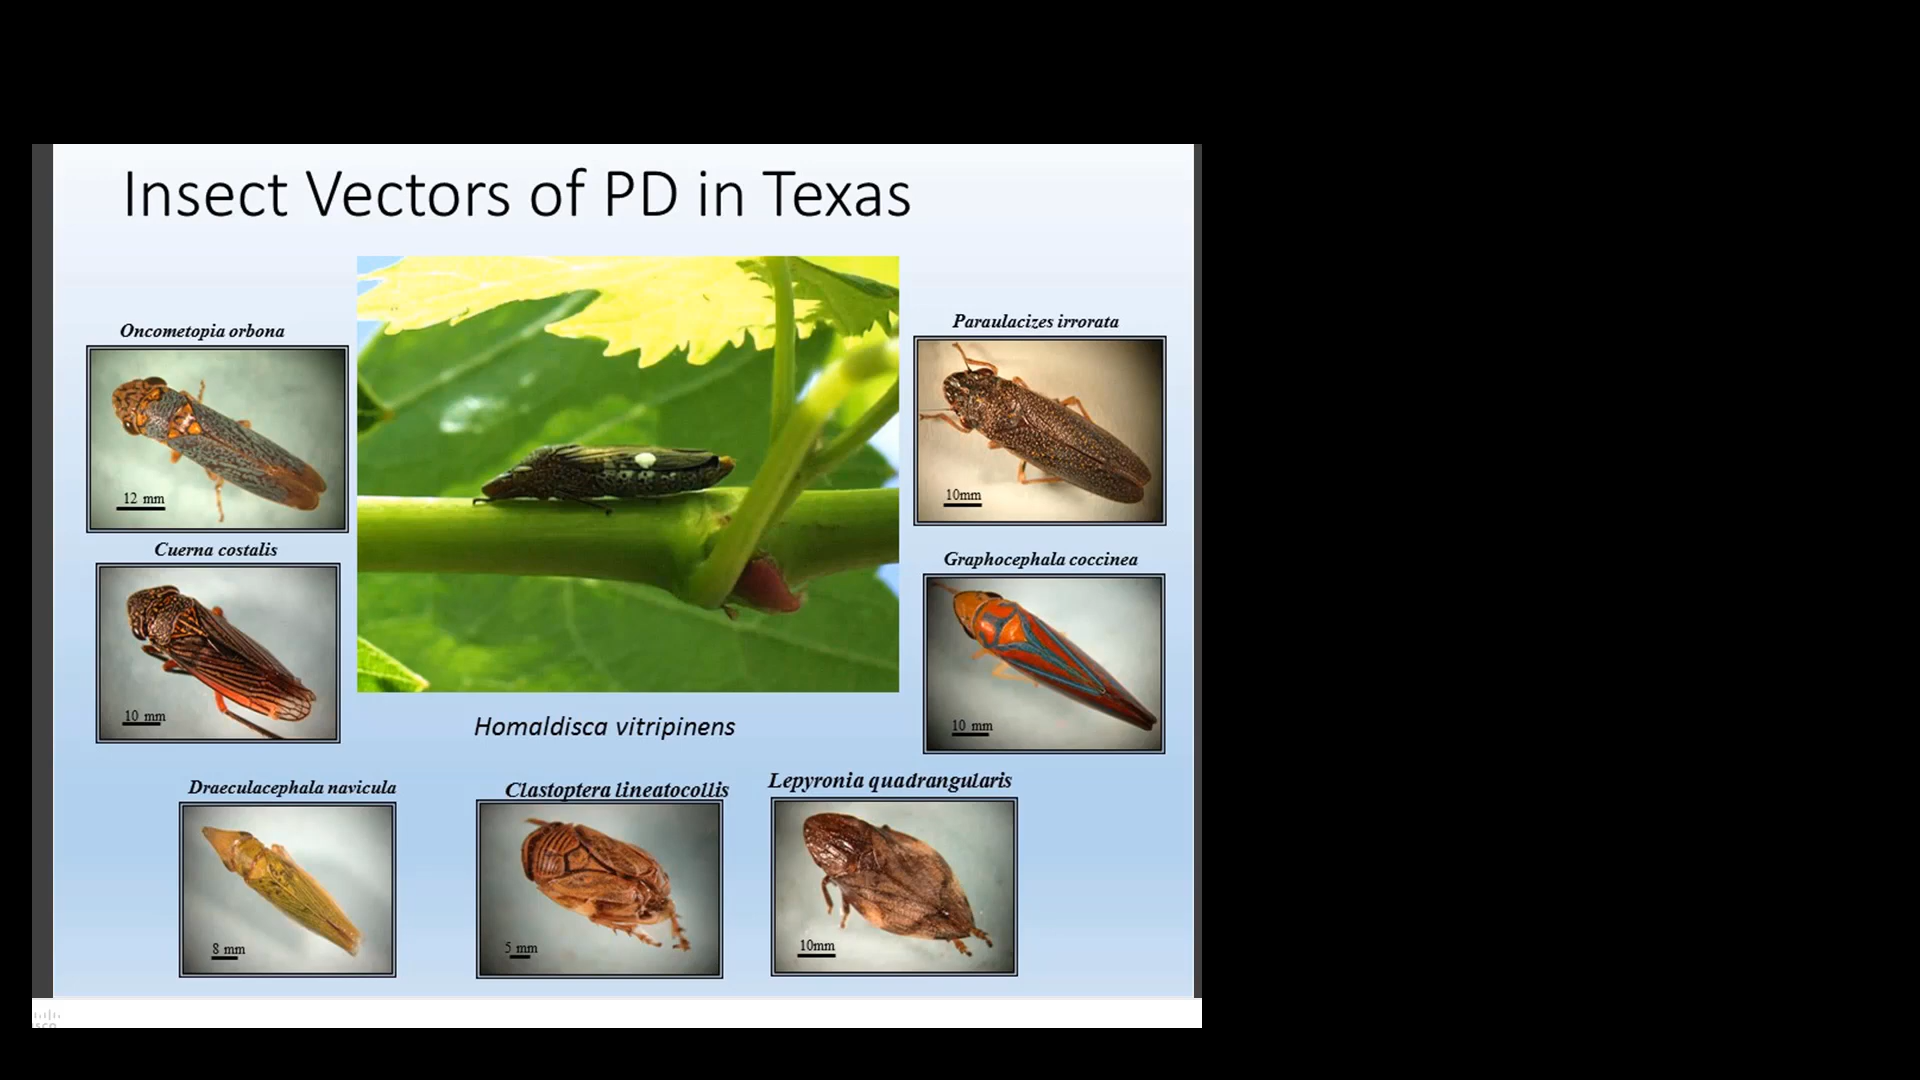 Insect Vectors of PD in Texas
Oncometopia orbona
12 mm
Paraulacizes irrorata
10mm
Cuerna costalis
10 mm
Graphocephala coccinea
10 mm
Homaldisca vitripinens
Draeculacephala navicula
8 mm
Clastoptera lineatocollis
5 mm
Lepyronia quadrangularis
10mm